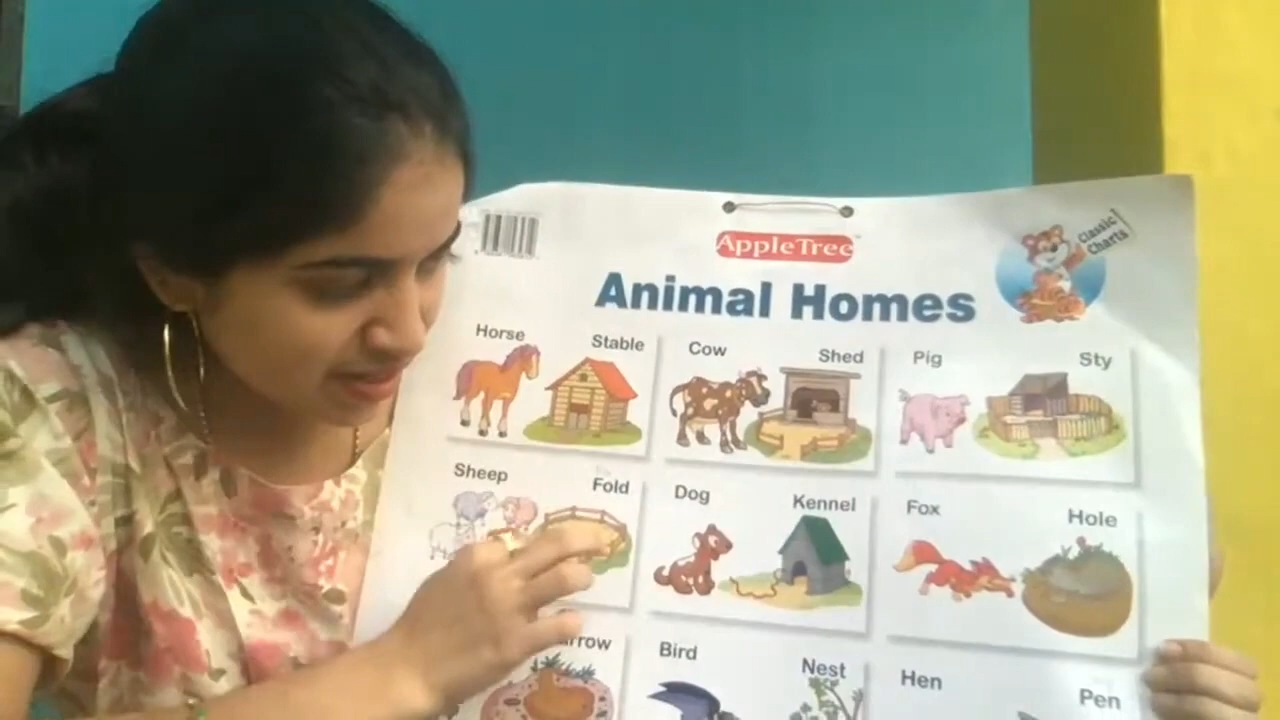 AppleTree
Classic
Charts
Animal Homes
Horse Stable
Cow Shed
Pig Sty
Sheep Fold
Dog Kennel
Fox Hole
Bird Nest
Hen Pen